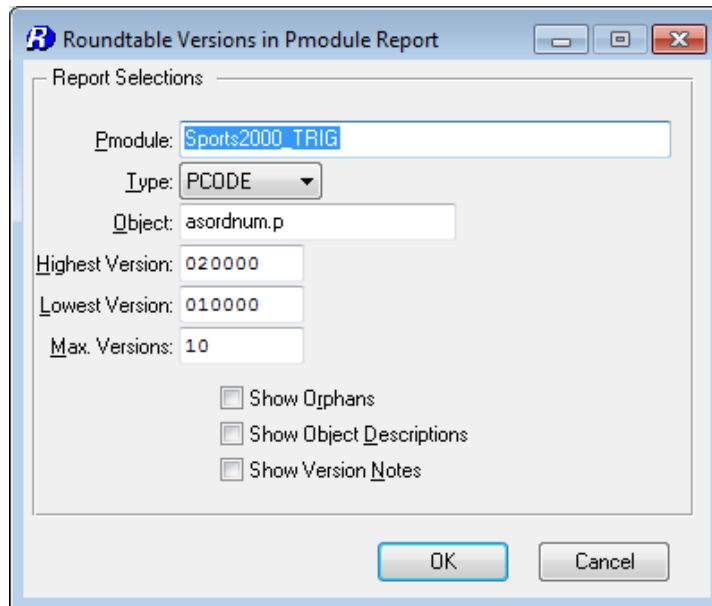 Roundtable Versions in Pmodule Report
Report Selections
Pmodule: Sports2000_TRIG
Type: PCODE
Object: asordnum.p
Highest Version: 020000
Lowest Version: 010000
Max. Versions: 10
Show Orphans
Show Object Descriptions
Show Version Notes
OK Cancel